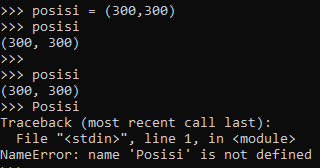 >>> posisi = (300,300)
>>> posisi
(300, 300)
>>>
>>> posisi
(300, 300)
>>> Posisi
Traceback (most recent call last):
  File "<stdin>", line 1, in <module>
NameError: name 'Posisi' is not defined